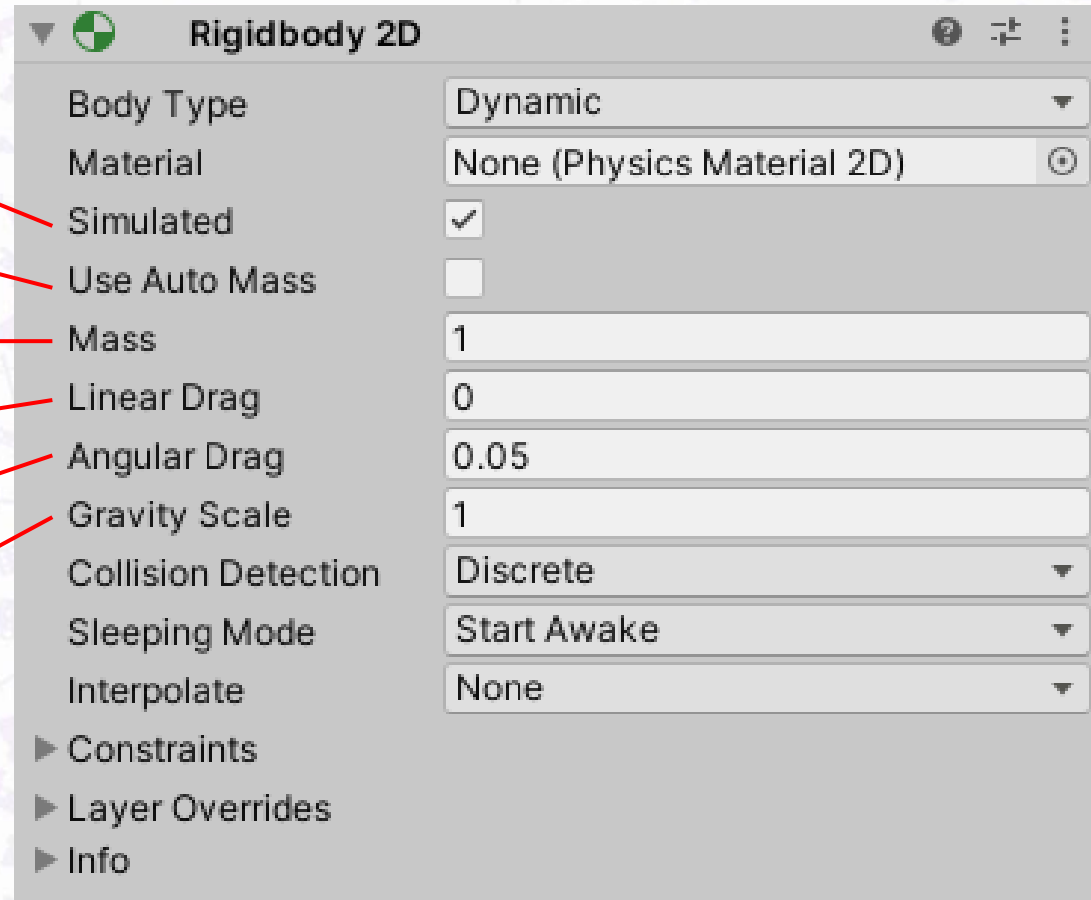 Rigidbody 2D
Body Type Dynamic
Material None (Physics Material 2D)
Simulated
Use Auto Mass
Mass 1
Linear Drag 0
Angular Drag 0.05
Gravity Scale 1
Collision Detection Discrete
Sleeping Mode Start Awake
Interpolate None
Constraints
Layer Overrides
Info